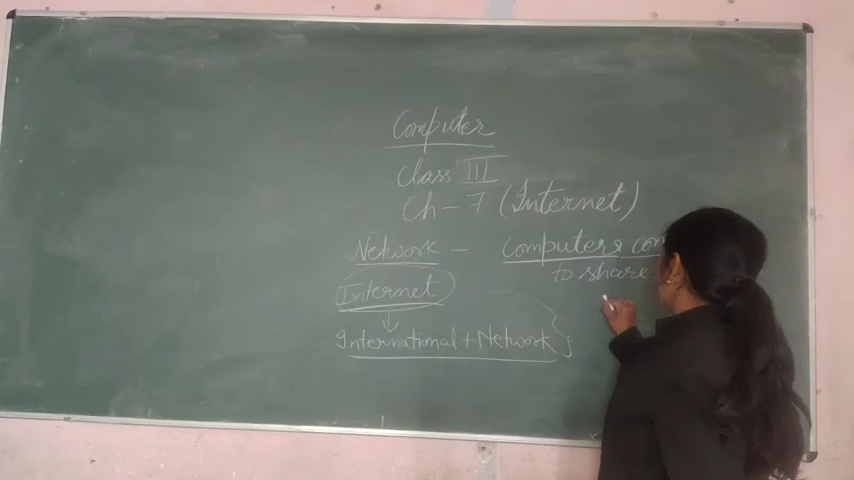 Computer
Class III
Ch - 7 (Internet)
Network - Computers
to share
Internet
↓
International + Network